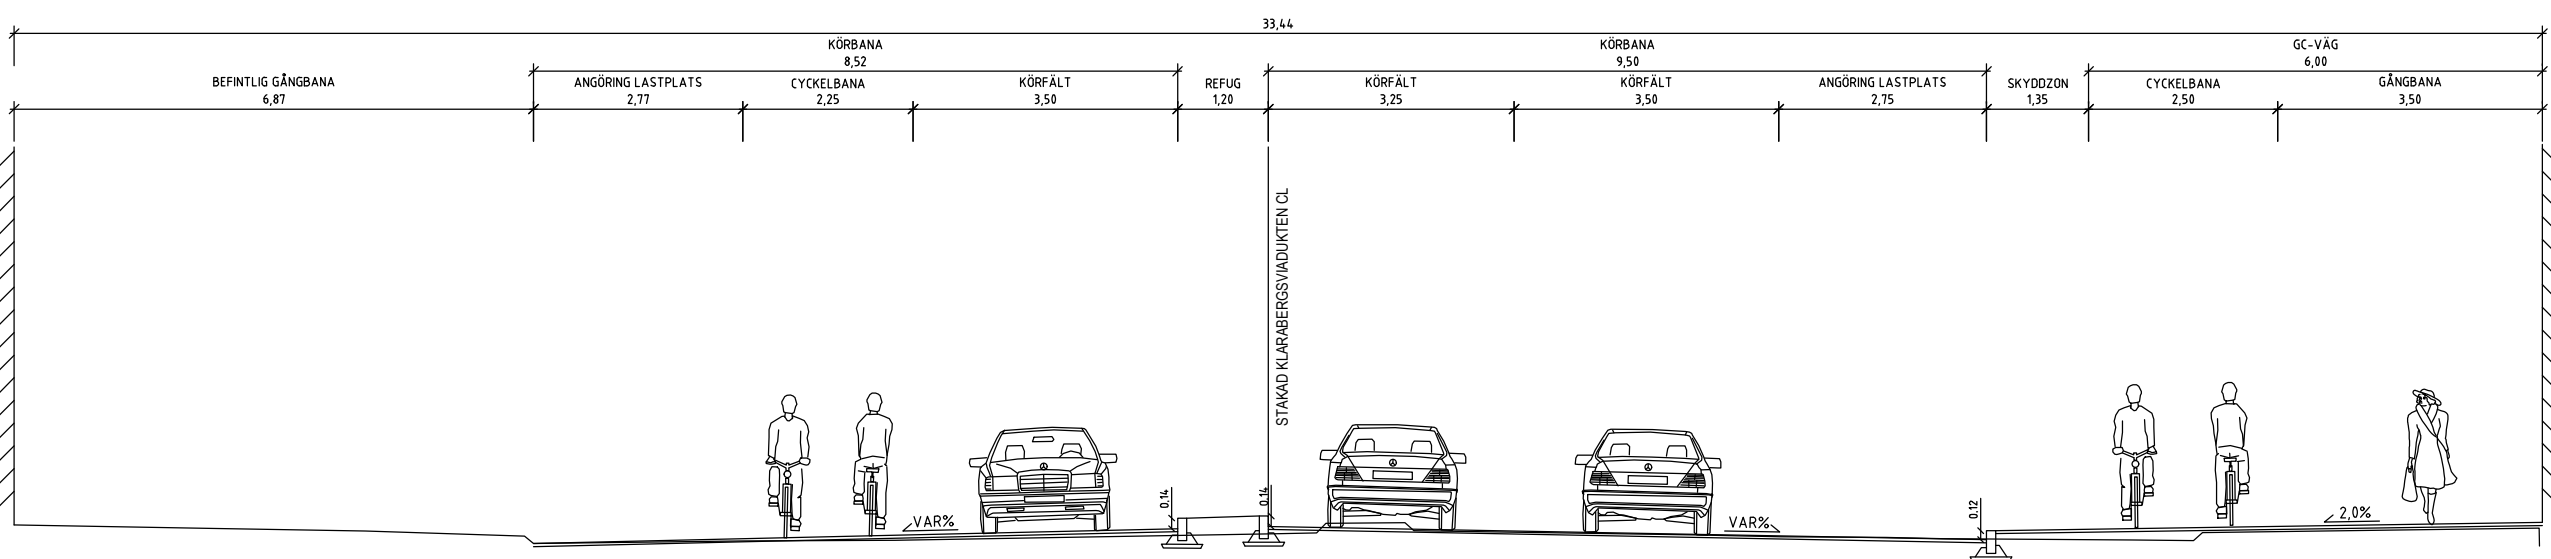 33,44
KÖRBANA
KÖRBANA
GC-VÄG
8,52
9,50
6,00
BEFINTLIG GÅNGBANA
ANGÖRING LASTPLATS
CYCKELBANA
KÖRFÄLT
REFUG
KÖRFÄLT
KÖRFÄLT
ANGÖRING LASTPLATS
SKYDDZON
CYCKELBANA
GÅNGBANA
6,87
2,77
2,25
3,50
1,20
3,25
3,50
2,75
1,35
2,50
3,50
STAKAD KLARABERGSVIADUKTEN CL
0.14
0.14
0.12
VAR%
VAR%
2,0%